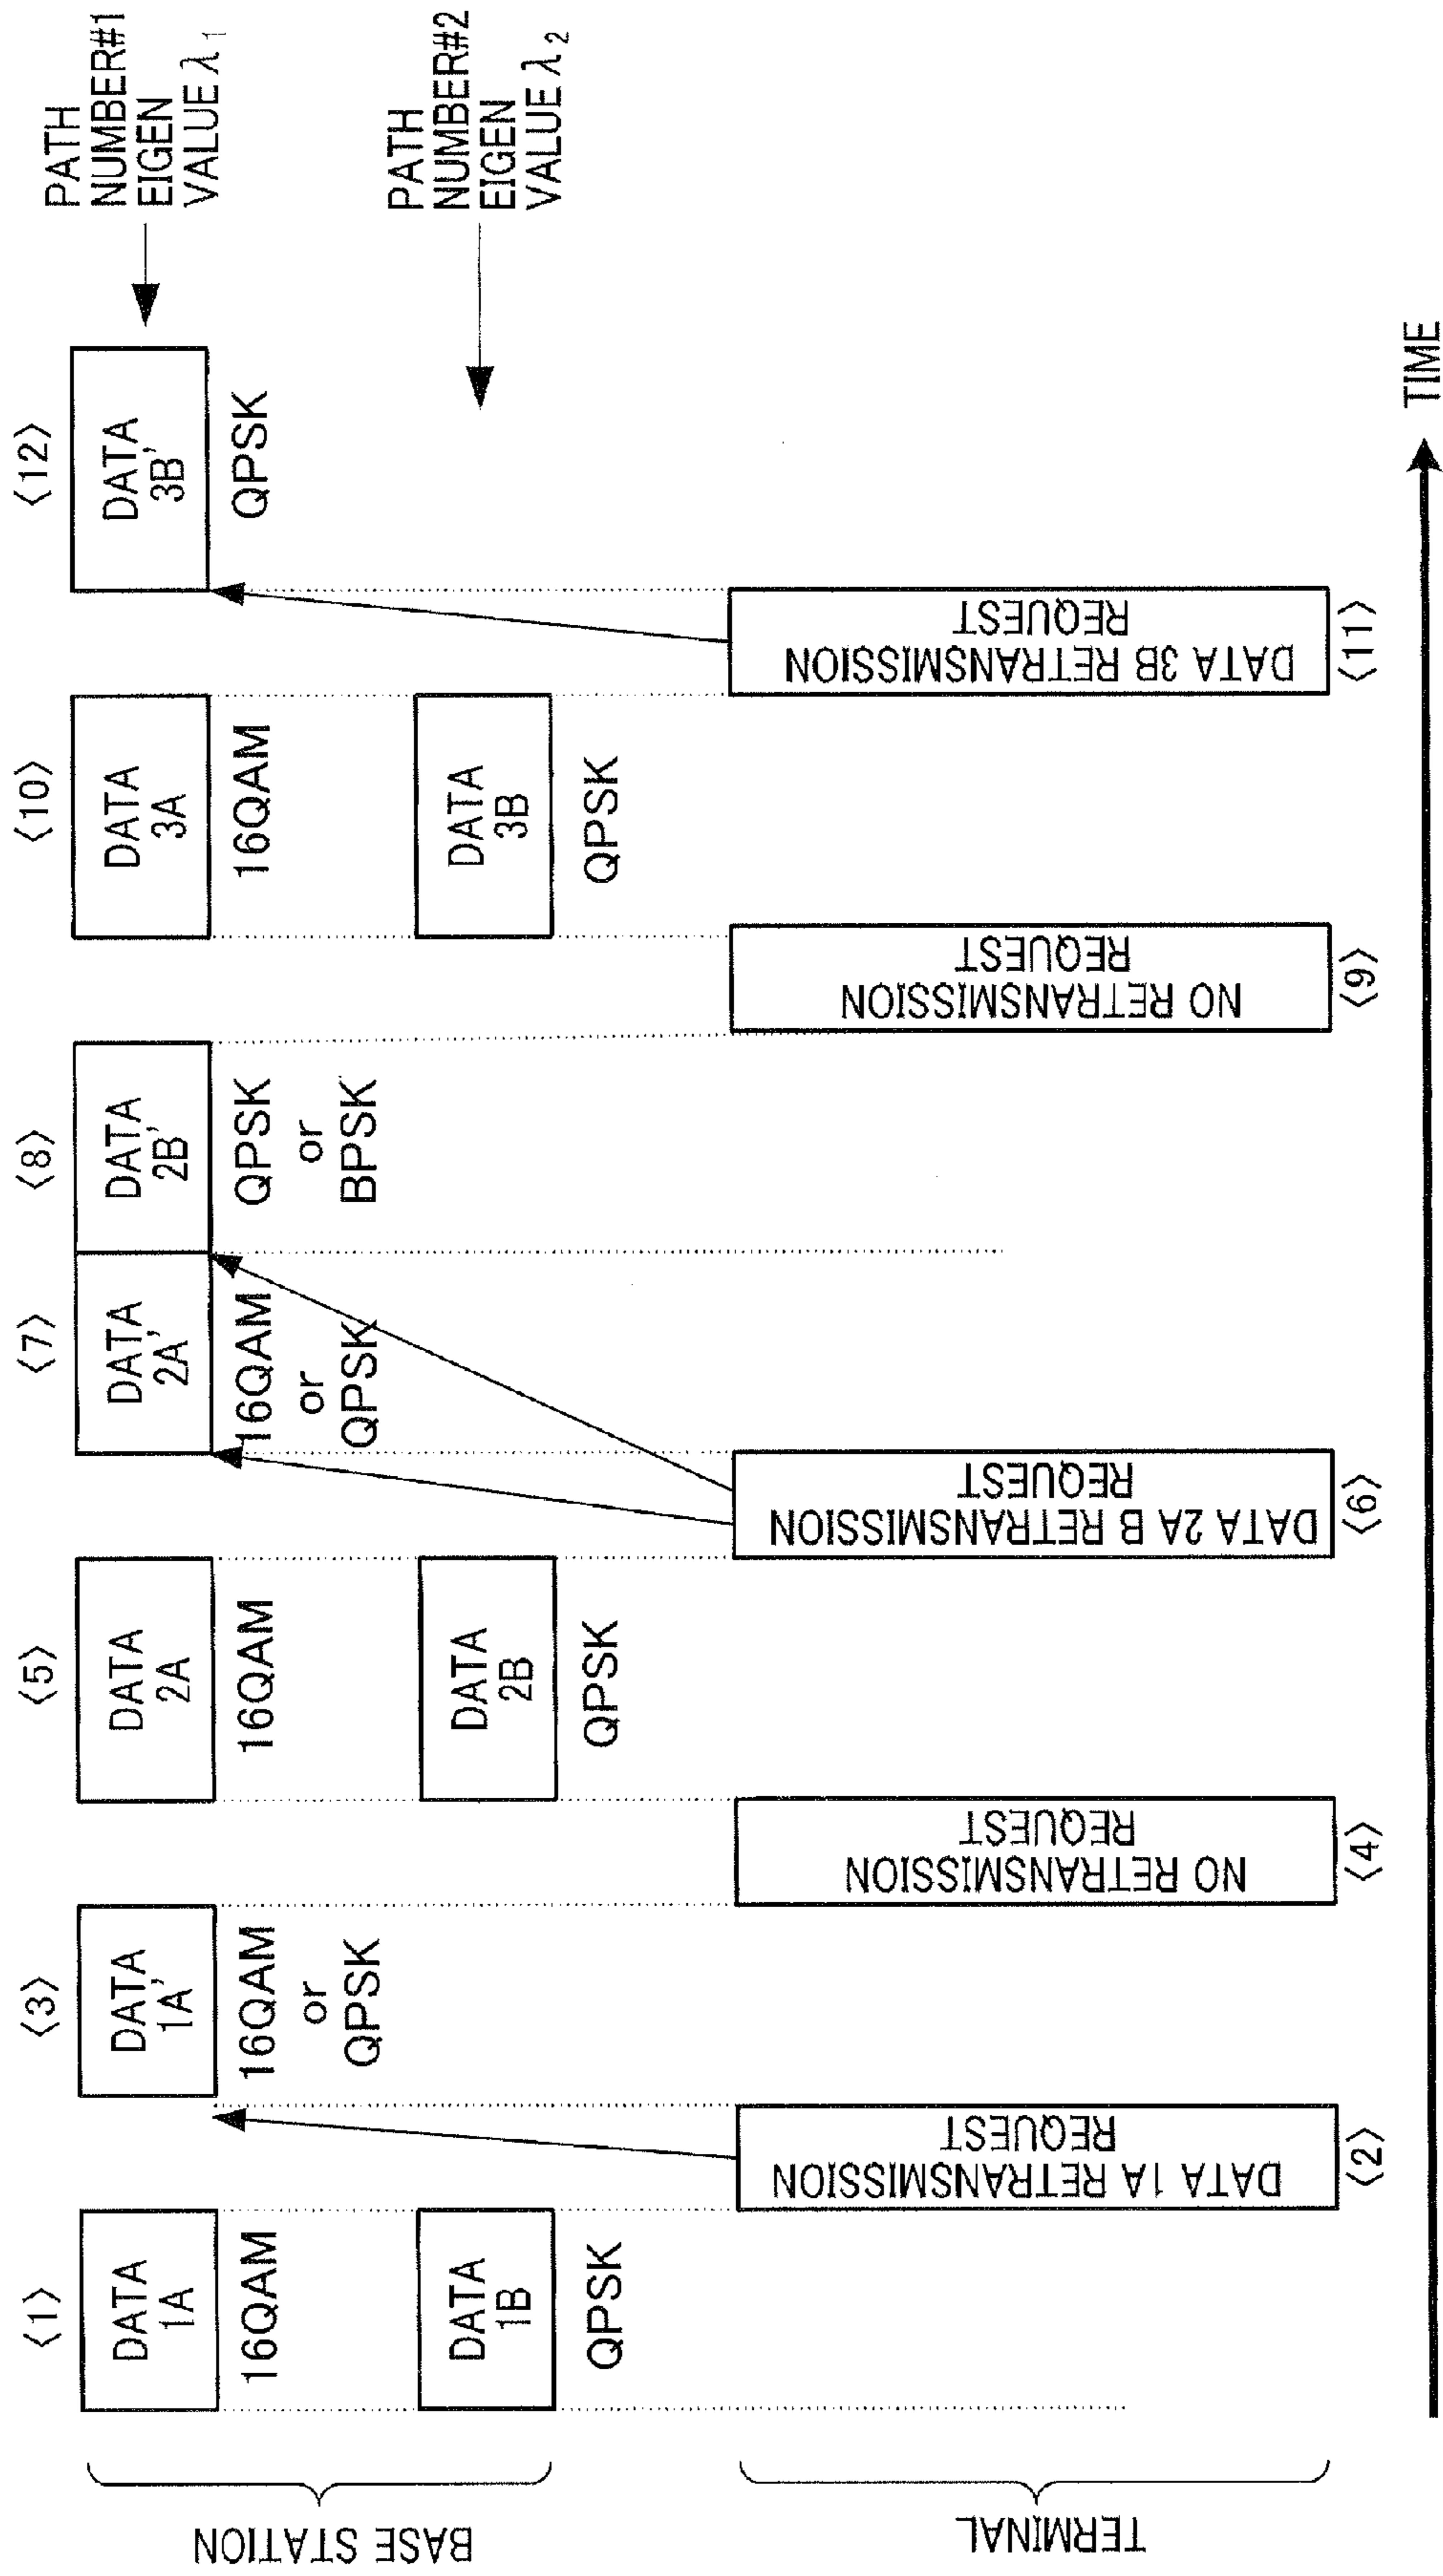 <1>
DATA
1A
16QAM
DATA
1B
QPSK
<2>
DATA 1A RETRANSMISSION
REQUEST
<3>
DATA
1A'
16QAM
or
QPSK
<4>
NO RETRANSMISSION
REQUEST
<5>
DATA
2A
16QAM
DATA
2B
QPSK
<6>
DATA 2A B RETRANSMISSION
REQUEST
<7>
DATA
2A'
16QAM
or
QPSK
<8>
DATA
2B'
QPSK
or
BPSK
<9>
NO RETRANSMISSION
REQUEST
<10>
DATA
3A
16QAM
DATA
3B
QPSK
<11>
DATA 3B RETRANSMISSION
REQUEST
<12>
DATA
3B'
QPSK
PATH
NUMBER#1
EIGEN
VALUE λ1
PATH
NUMBER#2
EIGEN
VALUE λ2
BASE STATION
TERMINAL
TIME